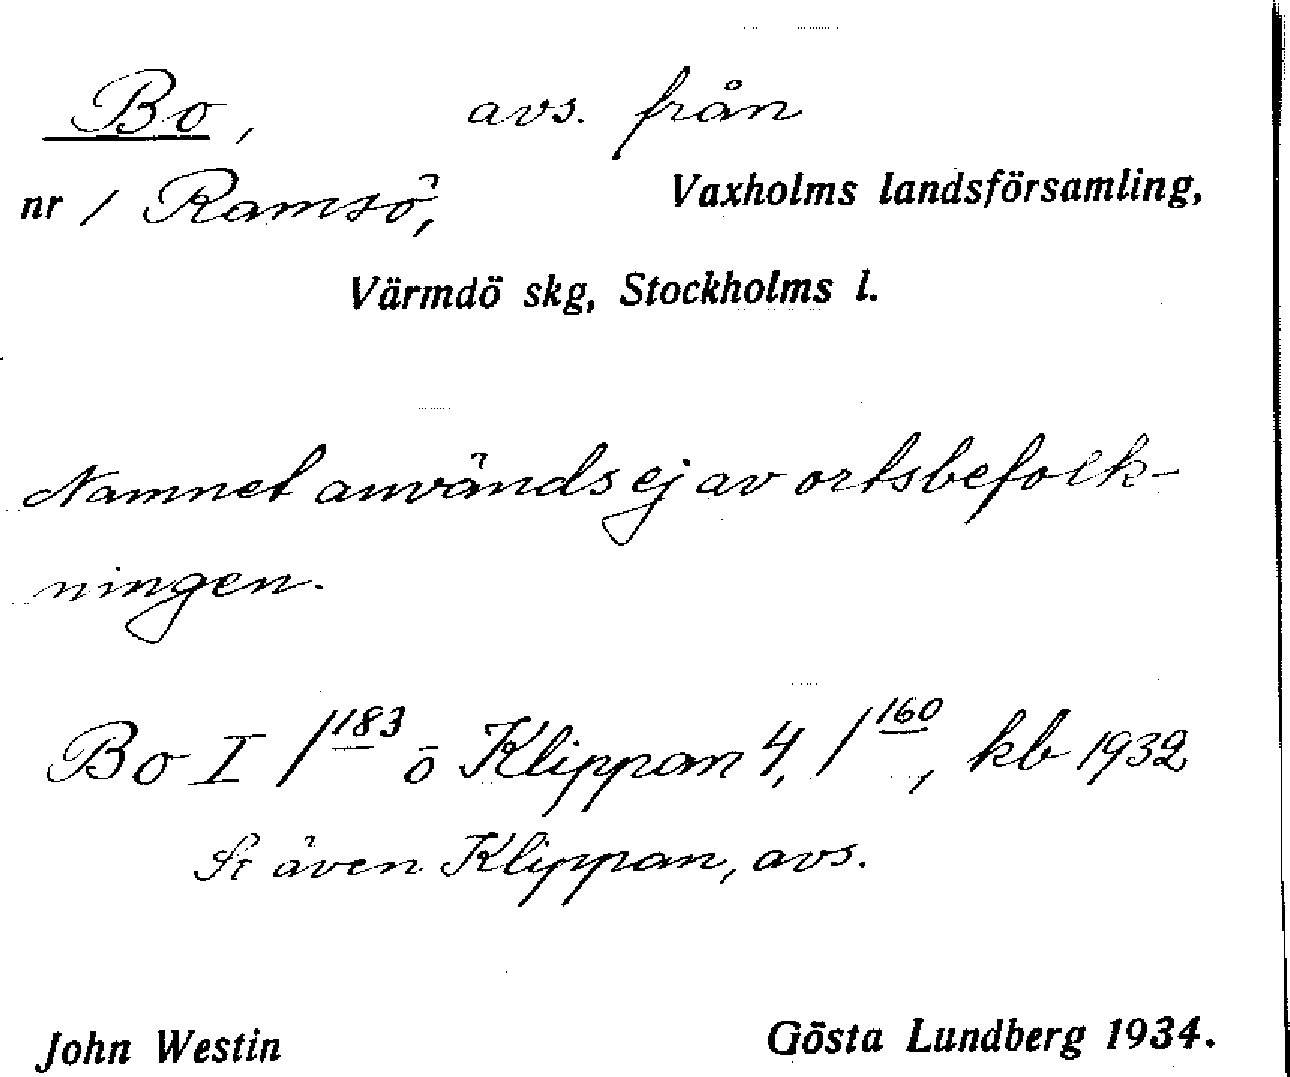 Bo, avs. från
nr 1 Ramsö, Vaxholms landsförsamling,
Värmdö skg, Stockholms l.
Namnet används ej av ortsbefolk-
ningen.
Bo I 1 183 o Klippan 4, 1 160, kb 1932
Se även Klippan, avs.
John Westin Gösta Lundberg 1934.